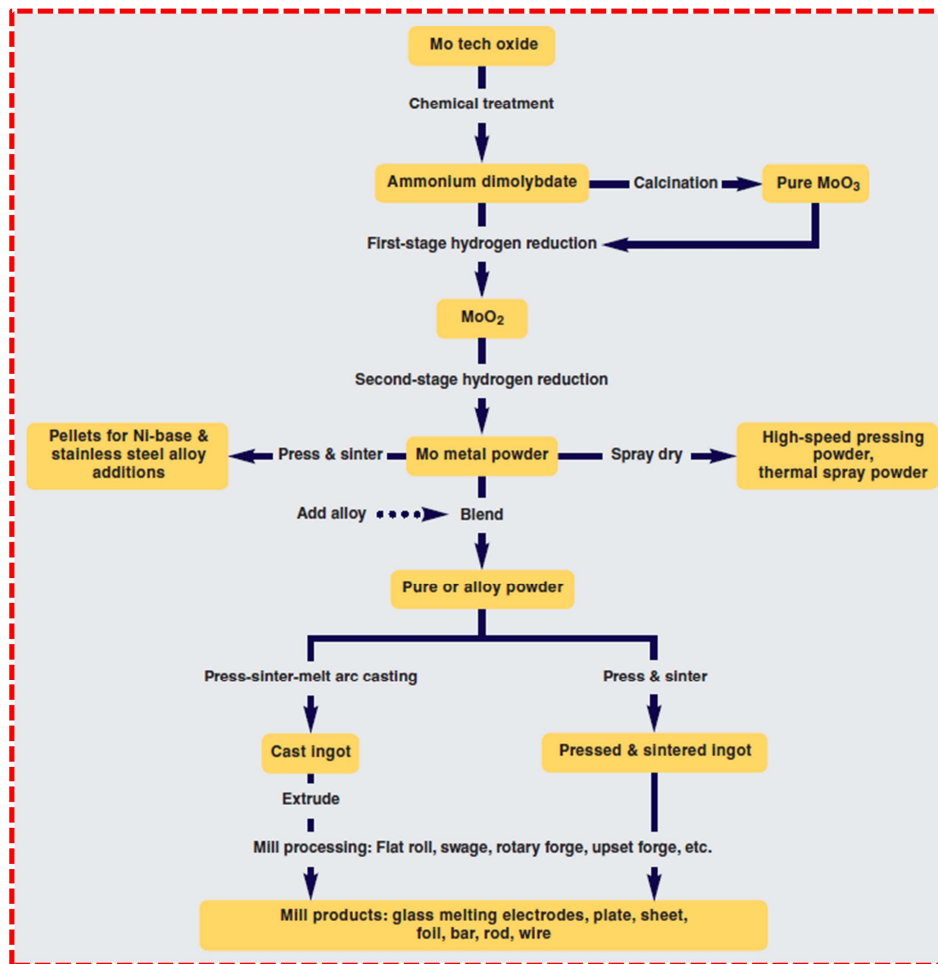 Mo tech oxide
Chemical treatment
Ammonium dimolybdate
Calcination
Pure MoO₃
First-stage hydrogen reduction
MoO₂
Second-stage hydrogen reduction
Pellets for Ni-base &
stainless steel alloy
additions
Press & sinter
Mo metal powder
Spray dry
High-speed pressing
powder,
thermal spray powder
Add alloy
Blend
Pure or alloy powder
Press-sinter-melt arc casting
Press & sinter
Cast ingot
Pressed & sintered ingot
Extrude
Mill processing: Flat roll, swage, rotary forge, upset forge, etc.
Mill products: glass melting electrodes, plate, sheet,
foil, bar, rod, wire